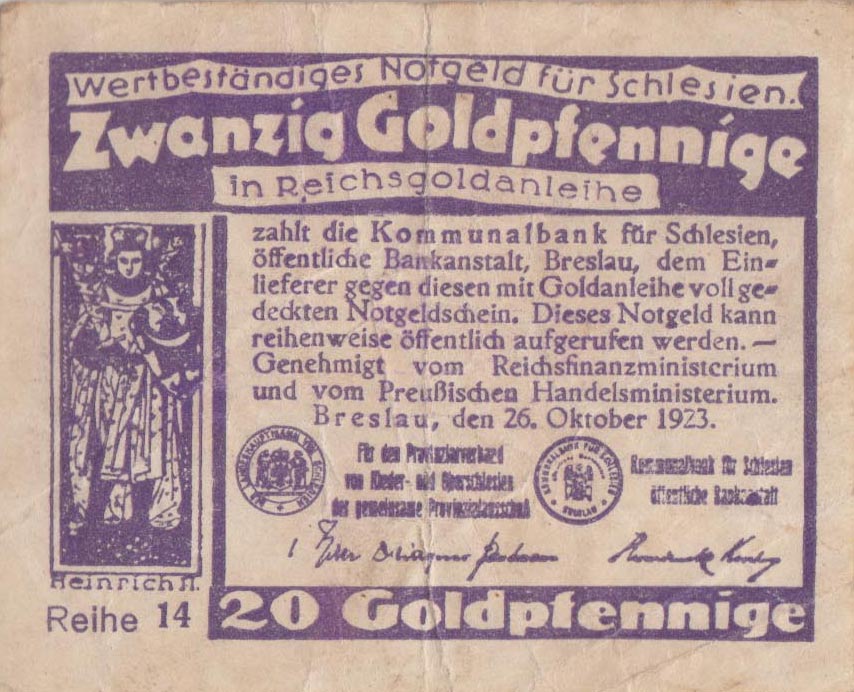 Wertbeständiges Notgeld für Schlesien.
Zwanzig Goldpfennige
in Reichsgoldanleihe
zahlt die Kommunalbank für Schlesien,
öffentliche Bankanstalt, Breslau, dem Ein=
lieferer gegen diesen mit Goldanleihe voll ge=
deckten Notgeldschein. Dieses Notgeld kann
reihenweise öffentlich aufgerufen werden. —
Genehmigt vom Reichsfinanzministerium
und vom Preußischen Handelsministerium.
Breslau, den 26. Oktober 1923.
Für den Provinzialverband
von Nieder- und Oberschlesien
der gemeinsame Provinzialausschuß
Kommunalbank für Schlesien
öffentliche Bankanstalt
Heinrich II.
Reihe 14
20 Goldpfennige